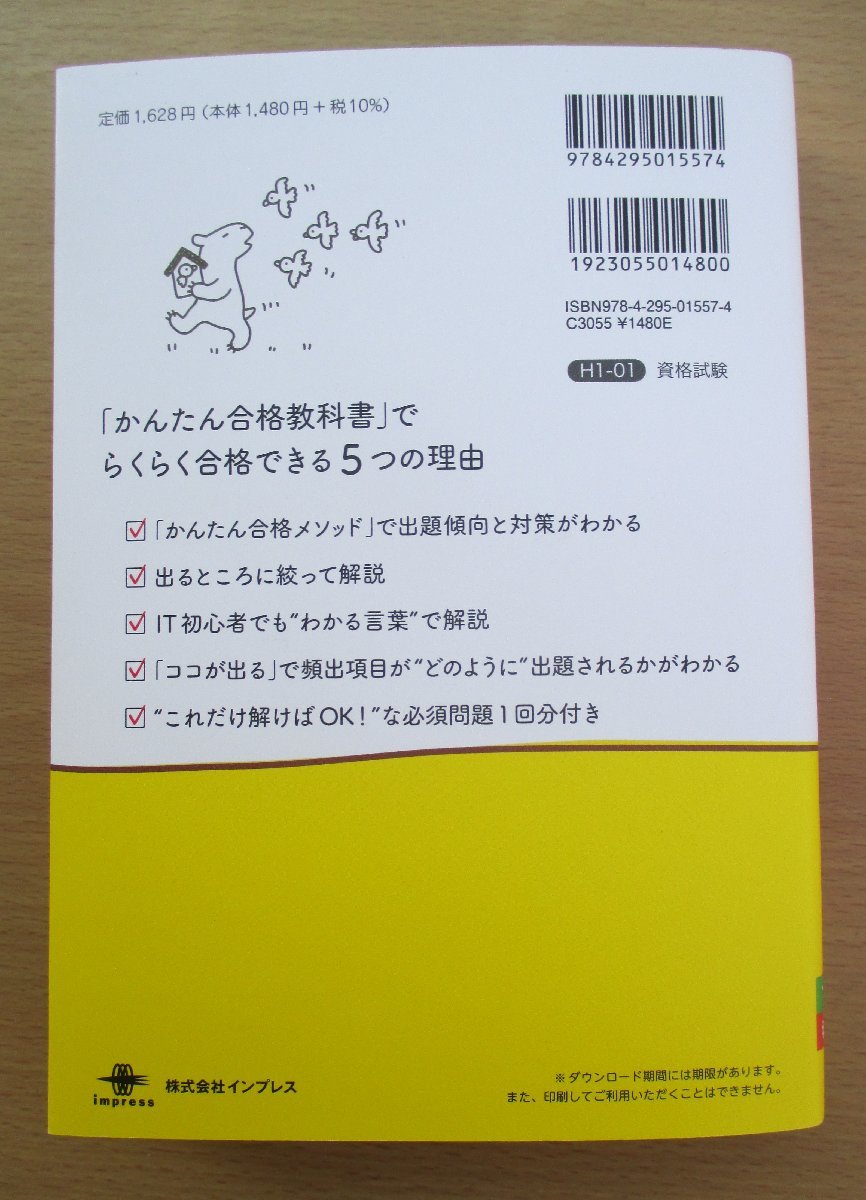 定価1,628円（本体1,480円＋税10%）
9784295015574
1923055014800
ISBN978-4-295-01557-4
C3055 ¥1480E
H1-01 資格試験
「かんたん合格教科書」で
らくらく合格できる5つの理由
「かんたん合格メソッド」で出題傾向と対策がわかる
出るところに絞って解説
IT初心者でも“わかる言葉”で解説
「ココが出る」で頻出項目が“どのように”出題されるかがわかる
“これだけ解けばOK！”な必須問題1回分付き
impress
株式会社インプレス
※ダウンロード期間には期限があります。
また、印刷してご利用いただくことはできません。